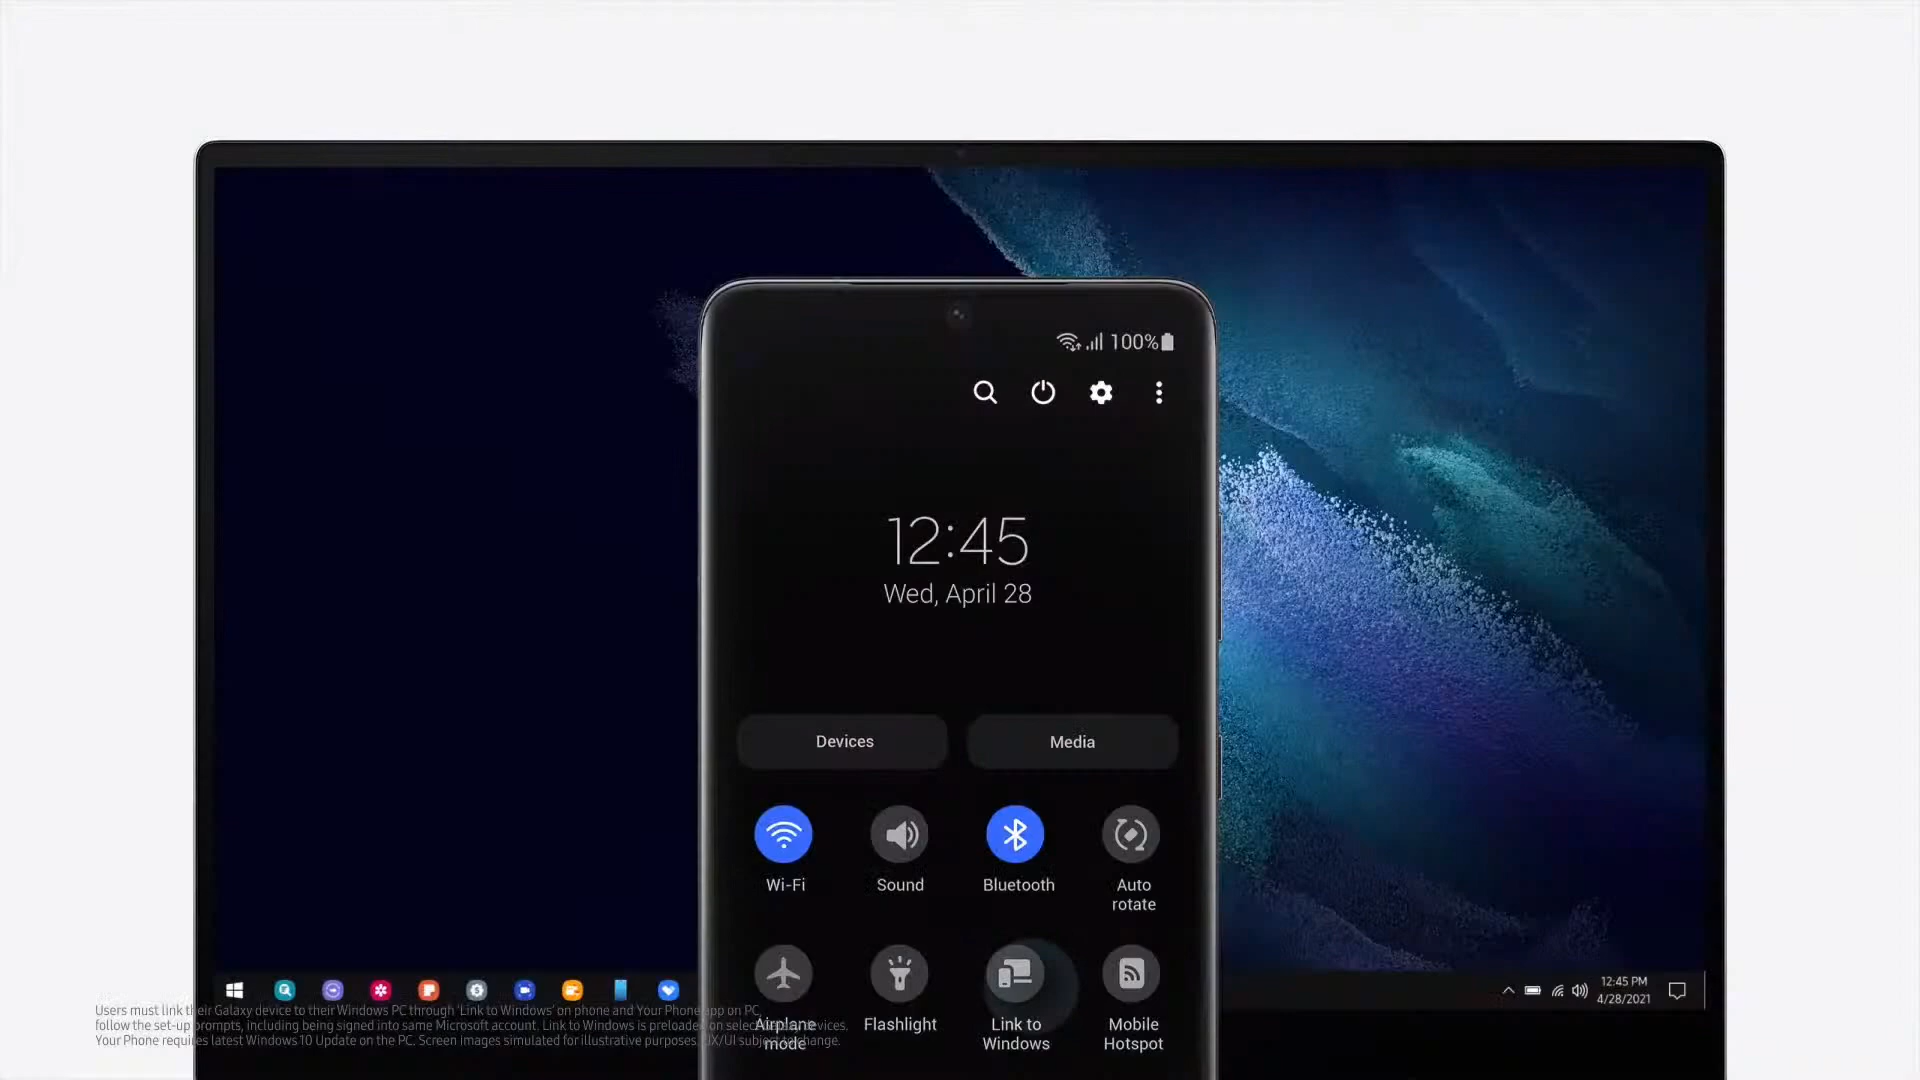 100%
12:45
Wed, April 28
Devices
Media
Wi-Fi
Sound
Bluetooth
Auto
rotate
Airplane
mode
Flashlight
Link to
Windows
Mobile
Hotspot
12:45 PM
4/28/2021
Users must link their Galaxy device to their Windows PC through 'Link to Windows' on phone and Your Phone app on PC,
follow the set-up prompts, including being signed into same Microsoft account. Link to Windows is preloaded on select devices.
Your Phone requires latest Windows 10 Update on the PC. Screen images simulated for illustrative purposes. UX/UI subject to change.